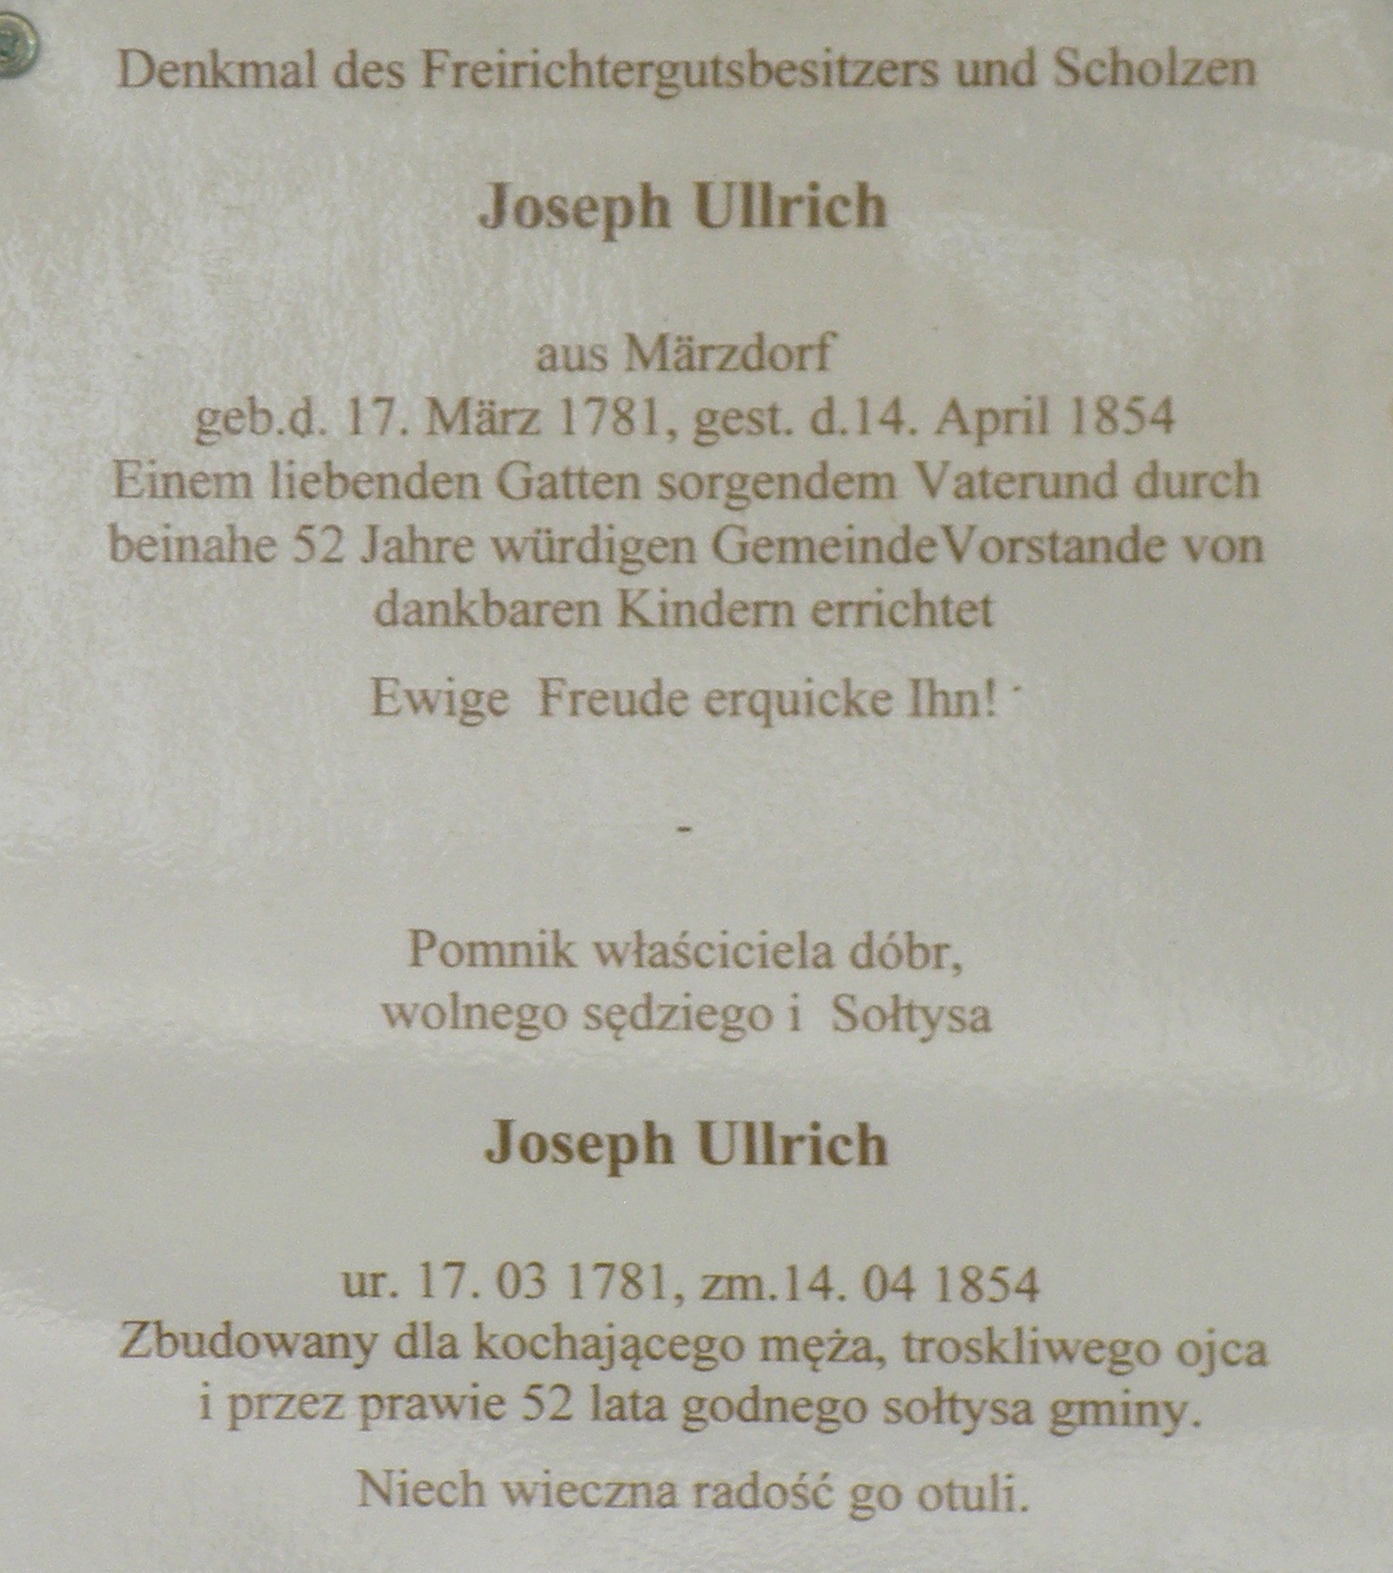 Denkmal des Freirichtergutsbesitzers und Scholzen
Joseph Ullrich
aus Märzdorf
geb.d. 17. März 1781, gest. d.14. April 1854
Einem liebenden Gatten sorgendem Vaterund durch
beinahe 52 Jahre würdigen GemeindeVorstande von
dankbaren Kindern errichtet
Ewige Freude erquicke Ihn!
-
Pomnik właściciela dóbr,
wolnego sędziego i Sołtysa
Joseph Ullrich
ur. 17. 03 1781, zm.14. 04 1854
Zbudowany dla kochającego męża, troskliwego ojca
i przez prawie 52 lata godnego sołtysa gminy.
Niech wieczna radość go otuli.